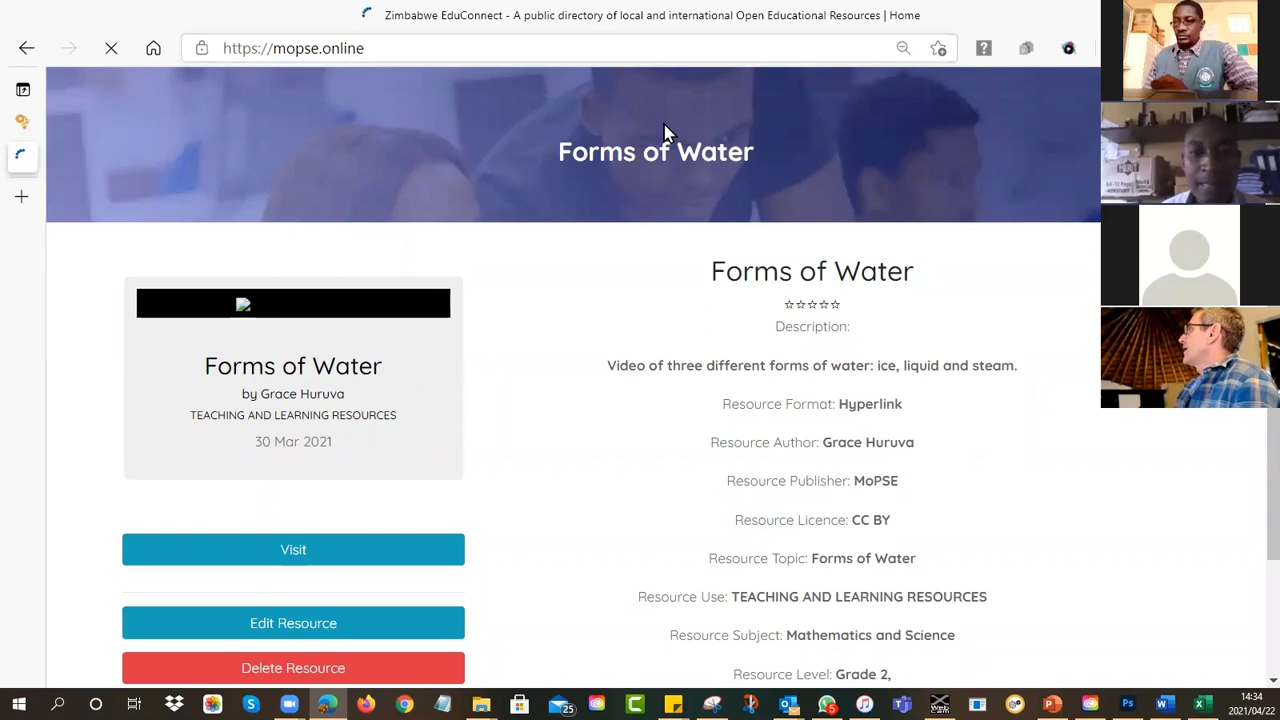 Zimbabwe EduConnect - A public directory of local and international Open Educational Resources | Home
https://mopse.online
Forms of Water
Forms of Water
by Grace Huruva
TEACHING AND LEARNING RESOURCES
30 Mar 2021
Visit
Edit Resource
Delete Resource
Forms of Water
☆☆☆☆☆
Description:
Video of three different forms of water: ice, liquid and steam.
Resource Format: Hyperlink
Resource Author: Grace Huruva
Resource Publisher: MoPSE
Resource Licence: CC BY
Resource Topic: Forms of Water
Resource Use: TEACHING AND LEARNING RESOURCES
Resource Subject: Mathematics and Science
Resource Level: Grade 2,
25
5
14:34
2021/04/22